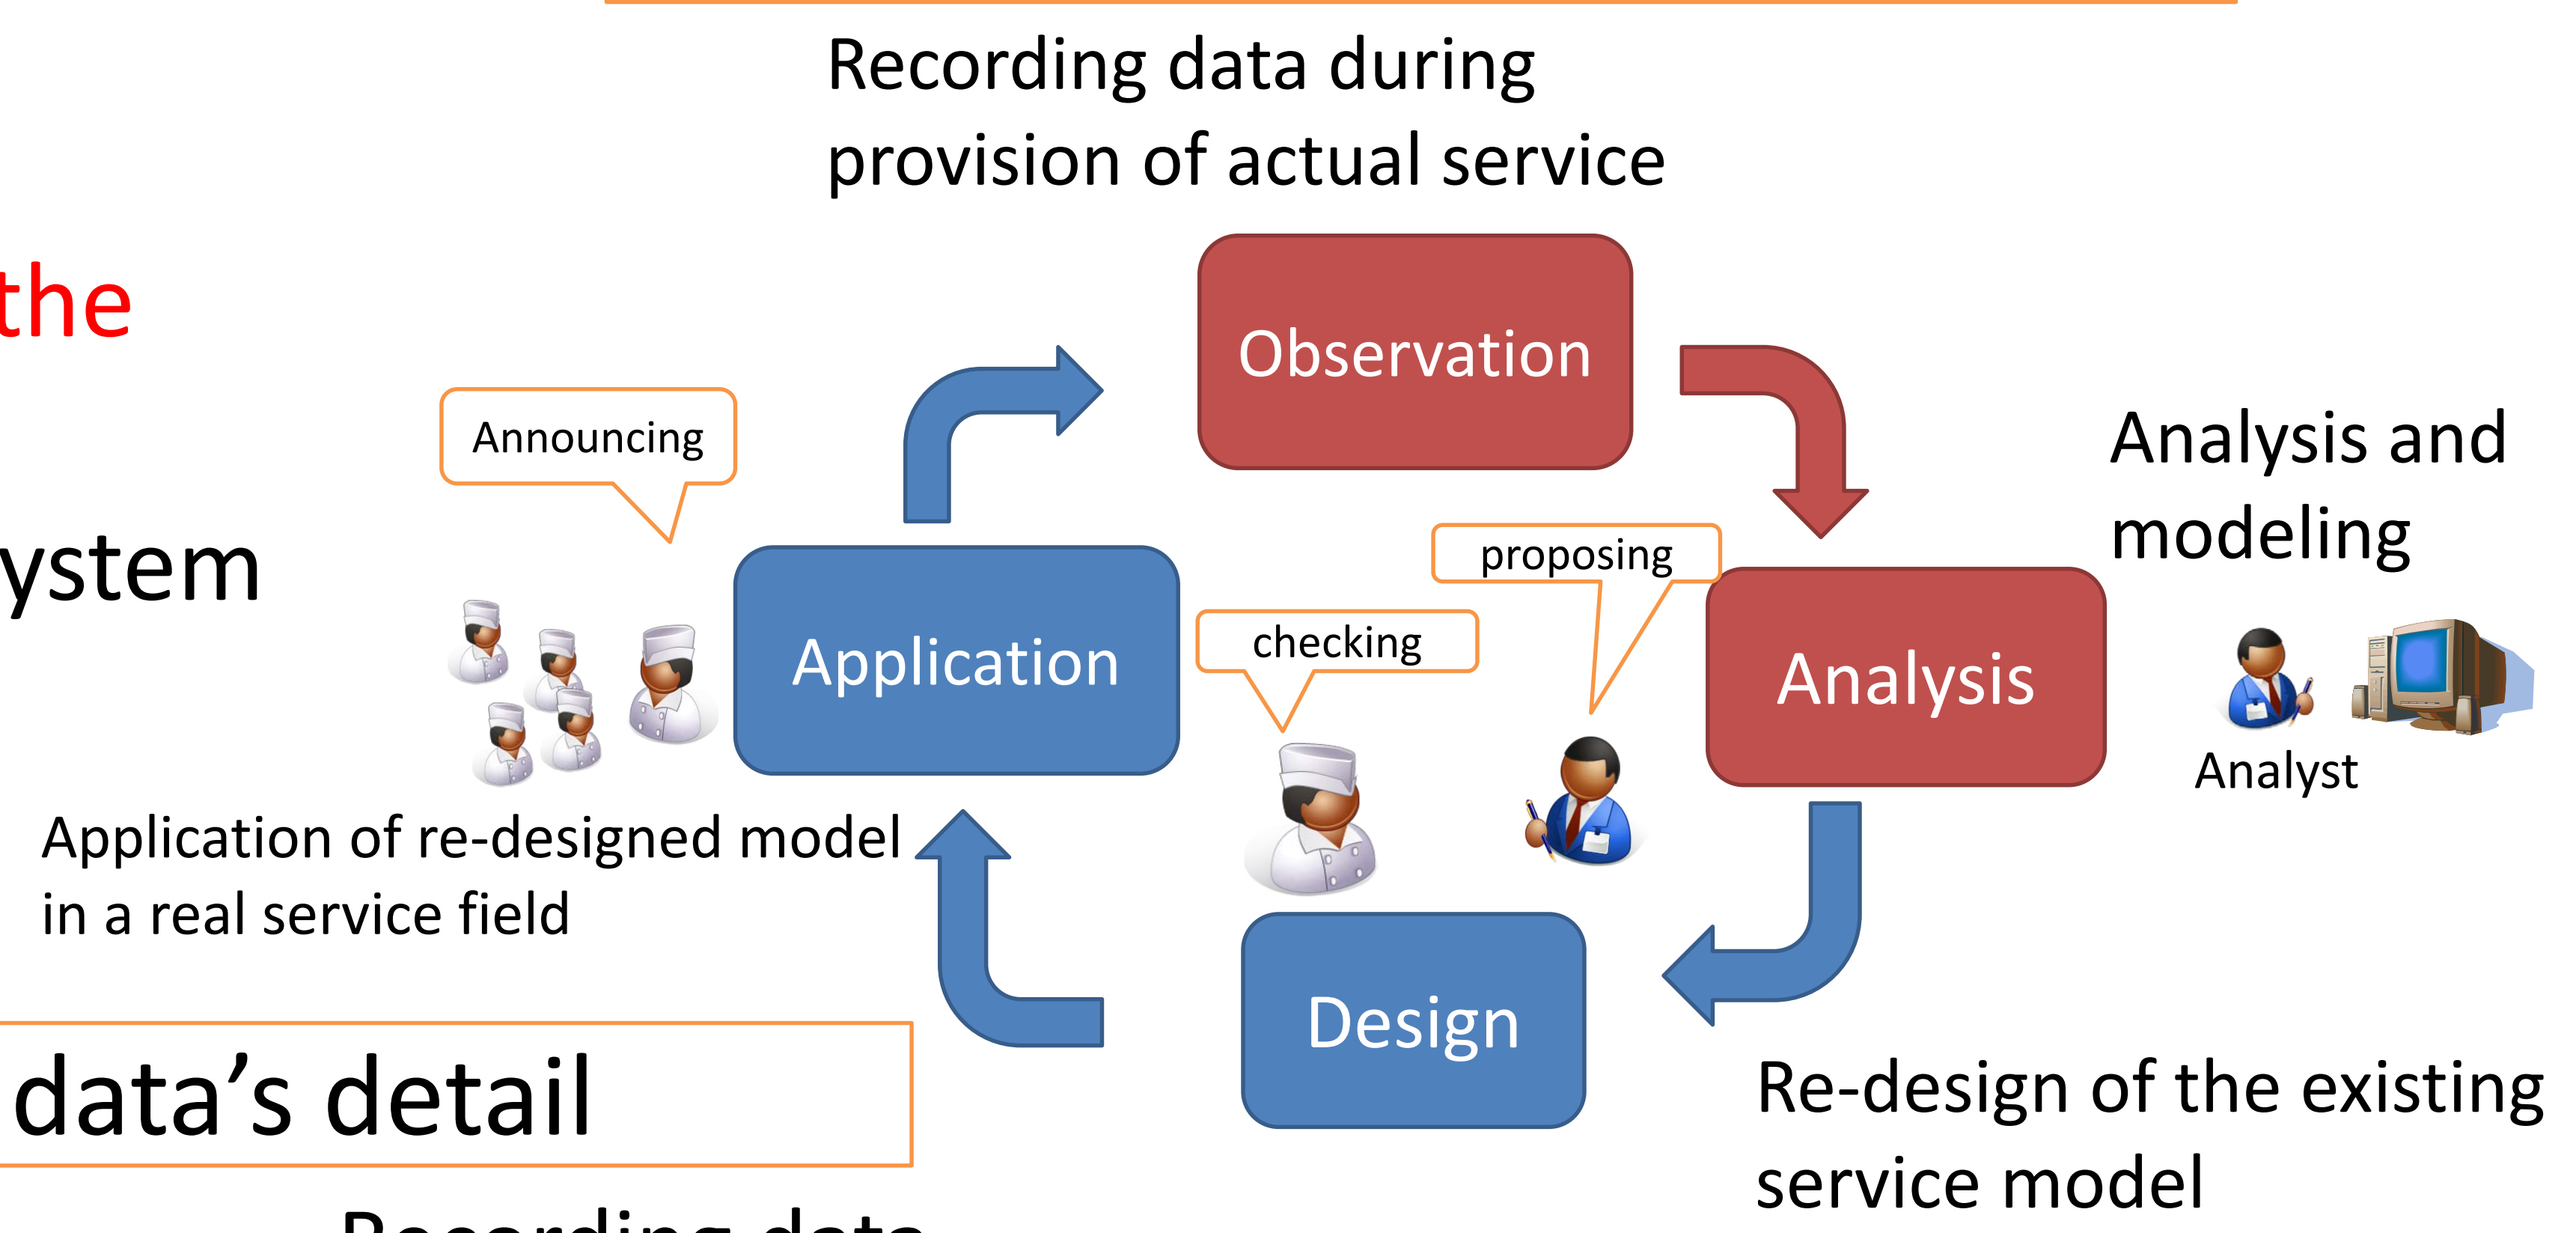 Recording data during
provision of actual service
the
Observation
Announcing
Analysis and
modeling
ystem
proposing
checking
Application
Analysis
Analyst
Application of re-designed model
in a real service field
Design
data’s detail
Re-design of the existing
service model
Recording data